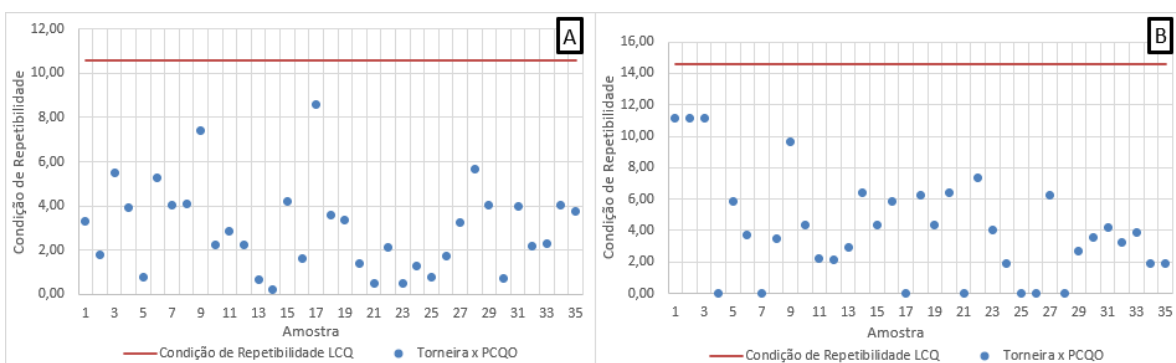 A
12,00
10,00
8,00
6,00
4,00
2,00
0,00
Condição de Repetibilidade
1 3 5 7 9 11 13 15 17 19 21 23 25 27 29 31 33 35
Amostra
Condição de Repetibilidade LCQ Torneira x PCQO
B
16,00
14,00
12,00
10,00
8,00
6,00
4,00
2,00
0,00
Condição de Repetibilidade
1 3 5 7 9 11 13 15 17 19 21 23 25 27 29 31 33 35
Amostra
Condição de Repetibilidade LCQ Torneira x PCQO